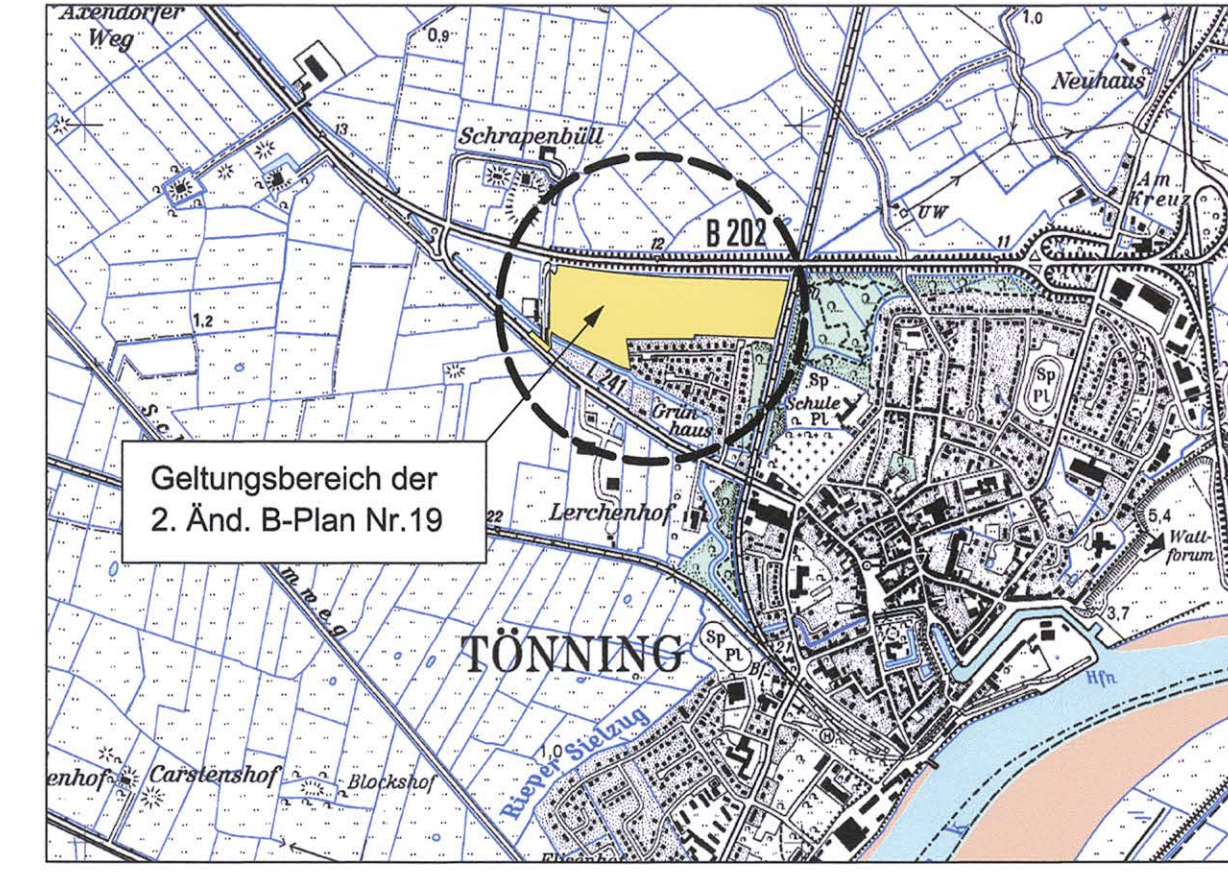 Axendorfer
Weg
0,9
1,0
Neuhaus
13
Schrapenbüll
Am
Kreuz
UW
B 202
12
11
1,2
L 241
Grün
haus
Sp
Schule
Pl
Sp
Pl
Geltungsbereich der
2. Änd. B-Plan Nr.19
22
Lerchenhof
5,4
Watt-
forum
3,7
mweg
TÖNNING
Sp
Pl
Hfn
Rieper Sielzug
1,0
enhof
Carstenshof
Blockshof
K